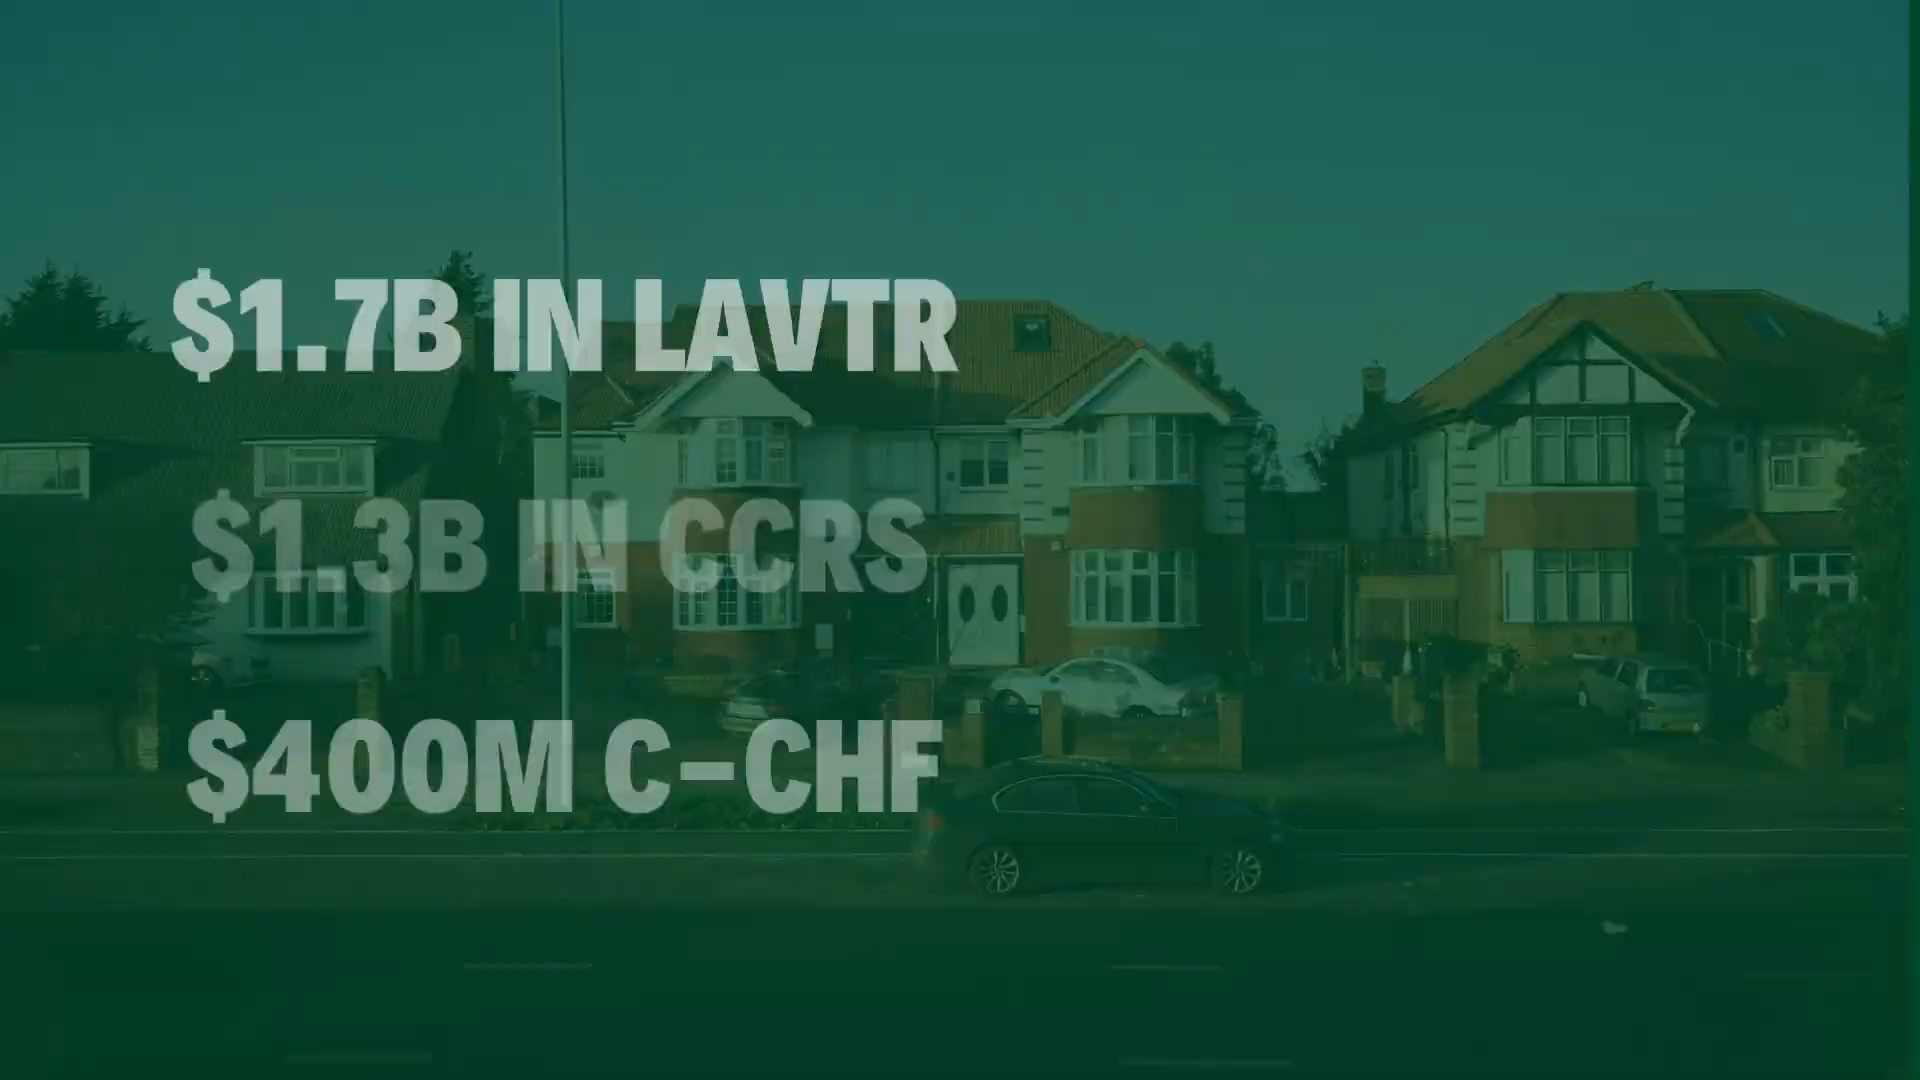 $1.7B IN LAVTR
$1.3B IN CCRS
$400M C-CHF